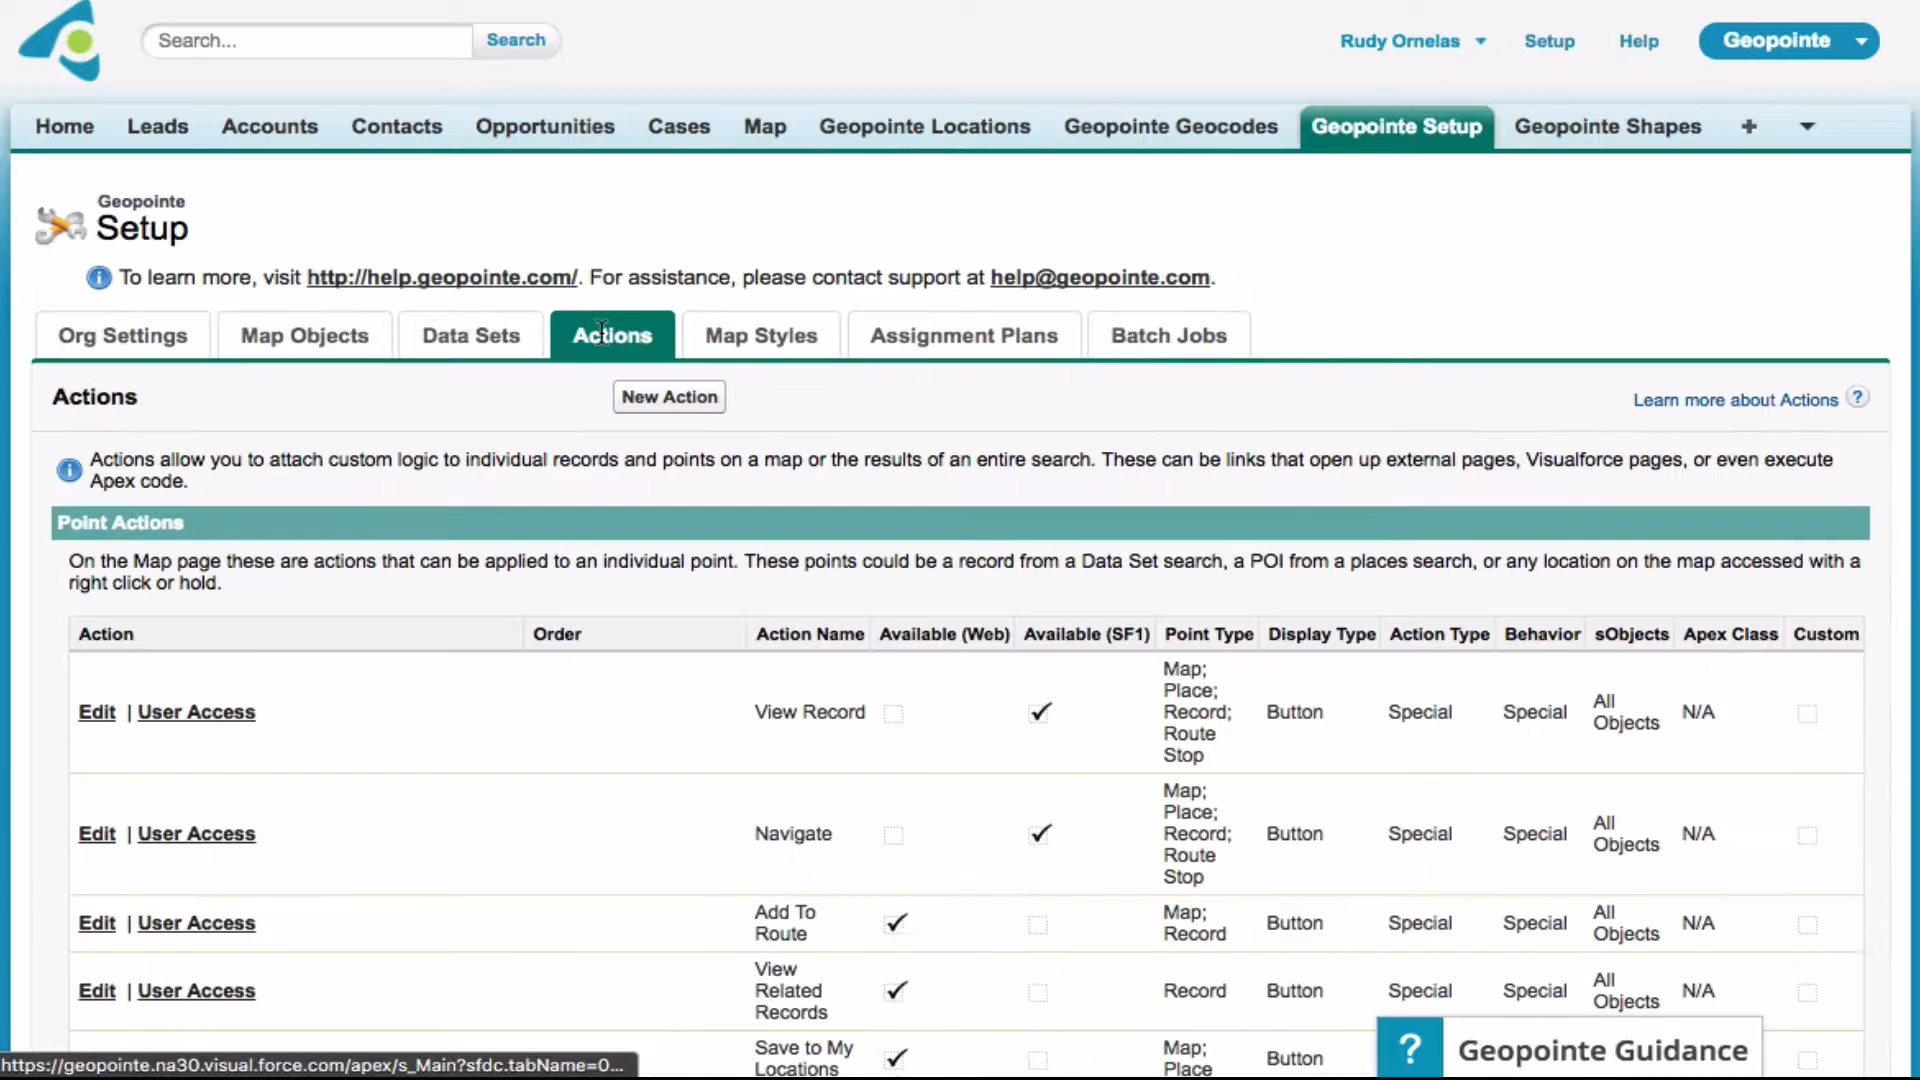 Search...
Search
Rudy Ornelas
Setup
Help
Geopointe
Home
Leads
Accounts
Contacts
Opportunities
Cases
Map
Geopointe Locations
Geopointe Geocodes
Geopointe Setup
Geopointe Shapes
+
Geopointe
Setup
To learn more, visit http://help.geopointe.com/. For assistance, please contact support at help@geopointe.com.
Org Settings
Map Objects
Data Sets
Actions
Map Styles
Assignment Plans
Batch Jobs
Actions
New Action
Learn more about Actions ?
Actions allow you to attach custom logic to individual records and points on a map or the results of an entire search. These can be links that open up external pages, Visualforce pages, or even execute
Apex code.
Point Actions
On the Map page these are actions that can be applied to an individual point. These points could be a record from a Data Set search, a POI from a places search, or any location on the map accessed with a
right click or hold.
Action
Order
Action Name
Available (Web)
Available (SF1)
Point Type
Display Type
Action Type
Behavior
sObjects
Apex Class
Custom
Edit | User Access
View Record
Map;
Place;
Record;
Route
Stop
Button
Special
Special
All
Objects
N/A
Edit | User Access
Navigate
Map;
Place;
Record;
Route
Stop
Button
Special
Special
All
Objects
N/A
Edit | User Access
Add To
Route
Map;
Record
Button
Special
Special
All
Objects
N/A
Edit | User Access
View
Related
Records
Record
Button
Special
Special
All
Objects
N/A
Save to My
Locations
Map;
Place
Button
? Geopointe Guidance
https://geopointe.na30.visual.force.com/apex/s_Main?sfdc.tabName=0...